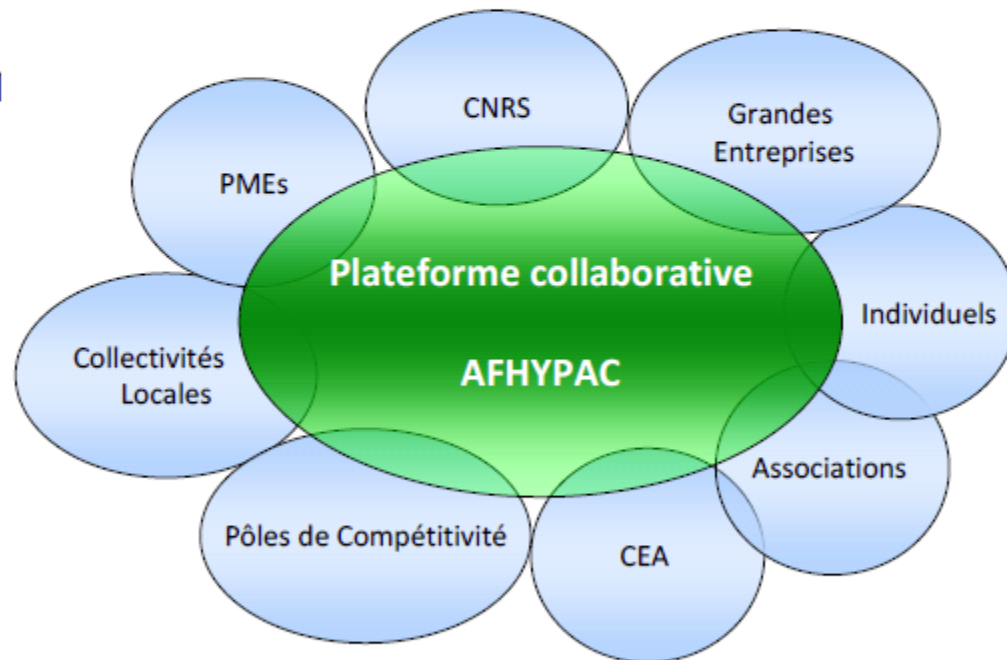 CNRS
Grandes
Entreprises
PMEs
Plateforme collaborative
AFHYPAC
Individuels
Collectivités
Locales
Associations
Pôles de Compétitivité
CEA